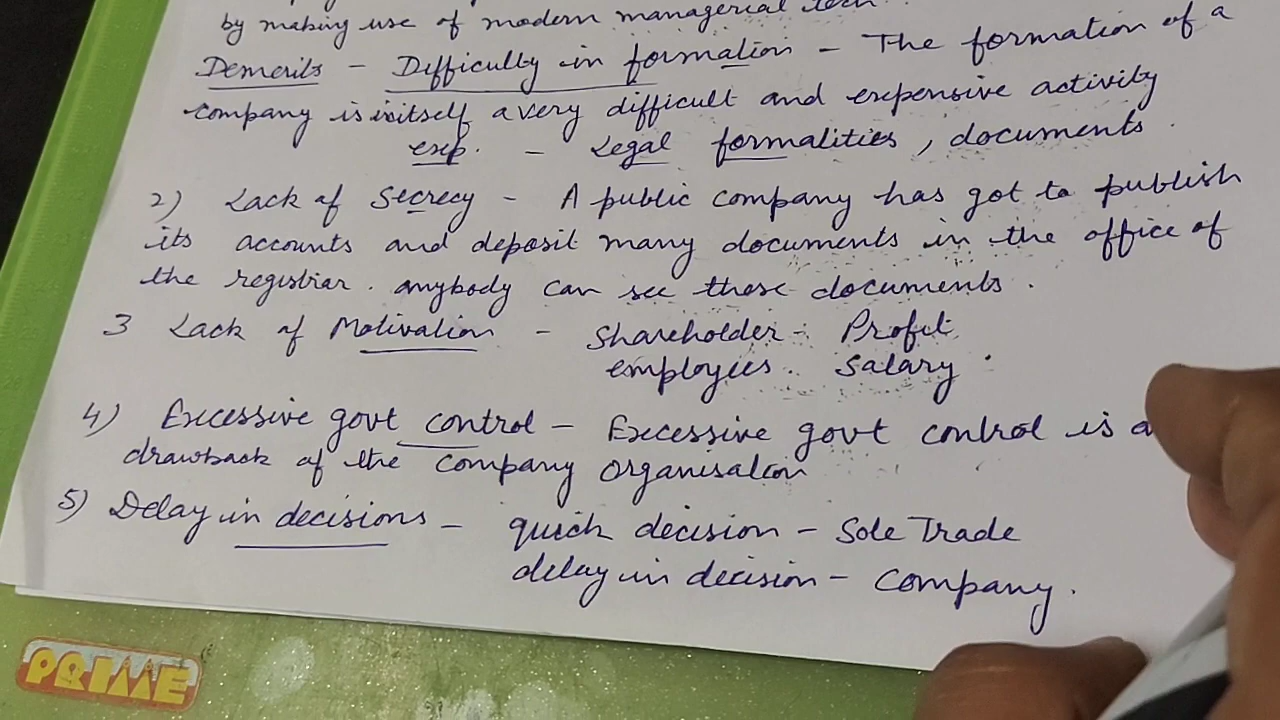 by making use of modern managerial tech
Demerits - Difficulty in formation - The formation of a
company is initself a very difficult and expensive activity
exp. - Legal formalities, documents.
2) Lack of Secrecy - A public company has got to publish
its accounts and deposit many documents in the office of
the registrar. anybody can see these documents.
3 Lack of Motivation - Shareholder - Profit
employees. Salary.
4) Excessive govt control - Excessive govt control is a
drawback of the company organisation
5) Delay in decisions - quick decision - Sole Trade
delay in decision - Company.
PRIME